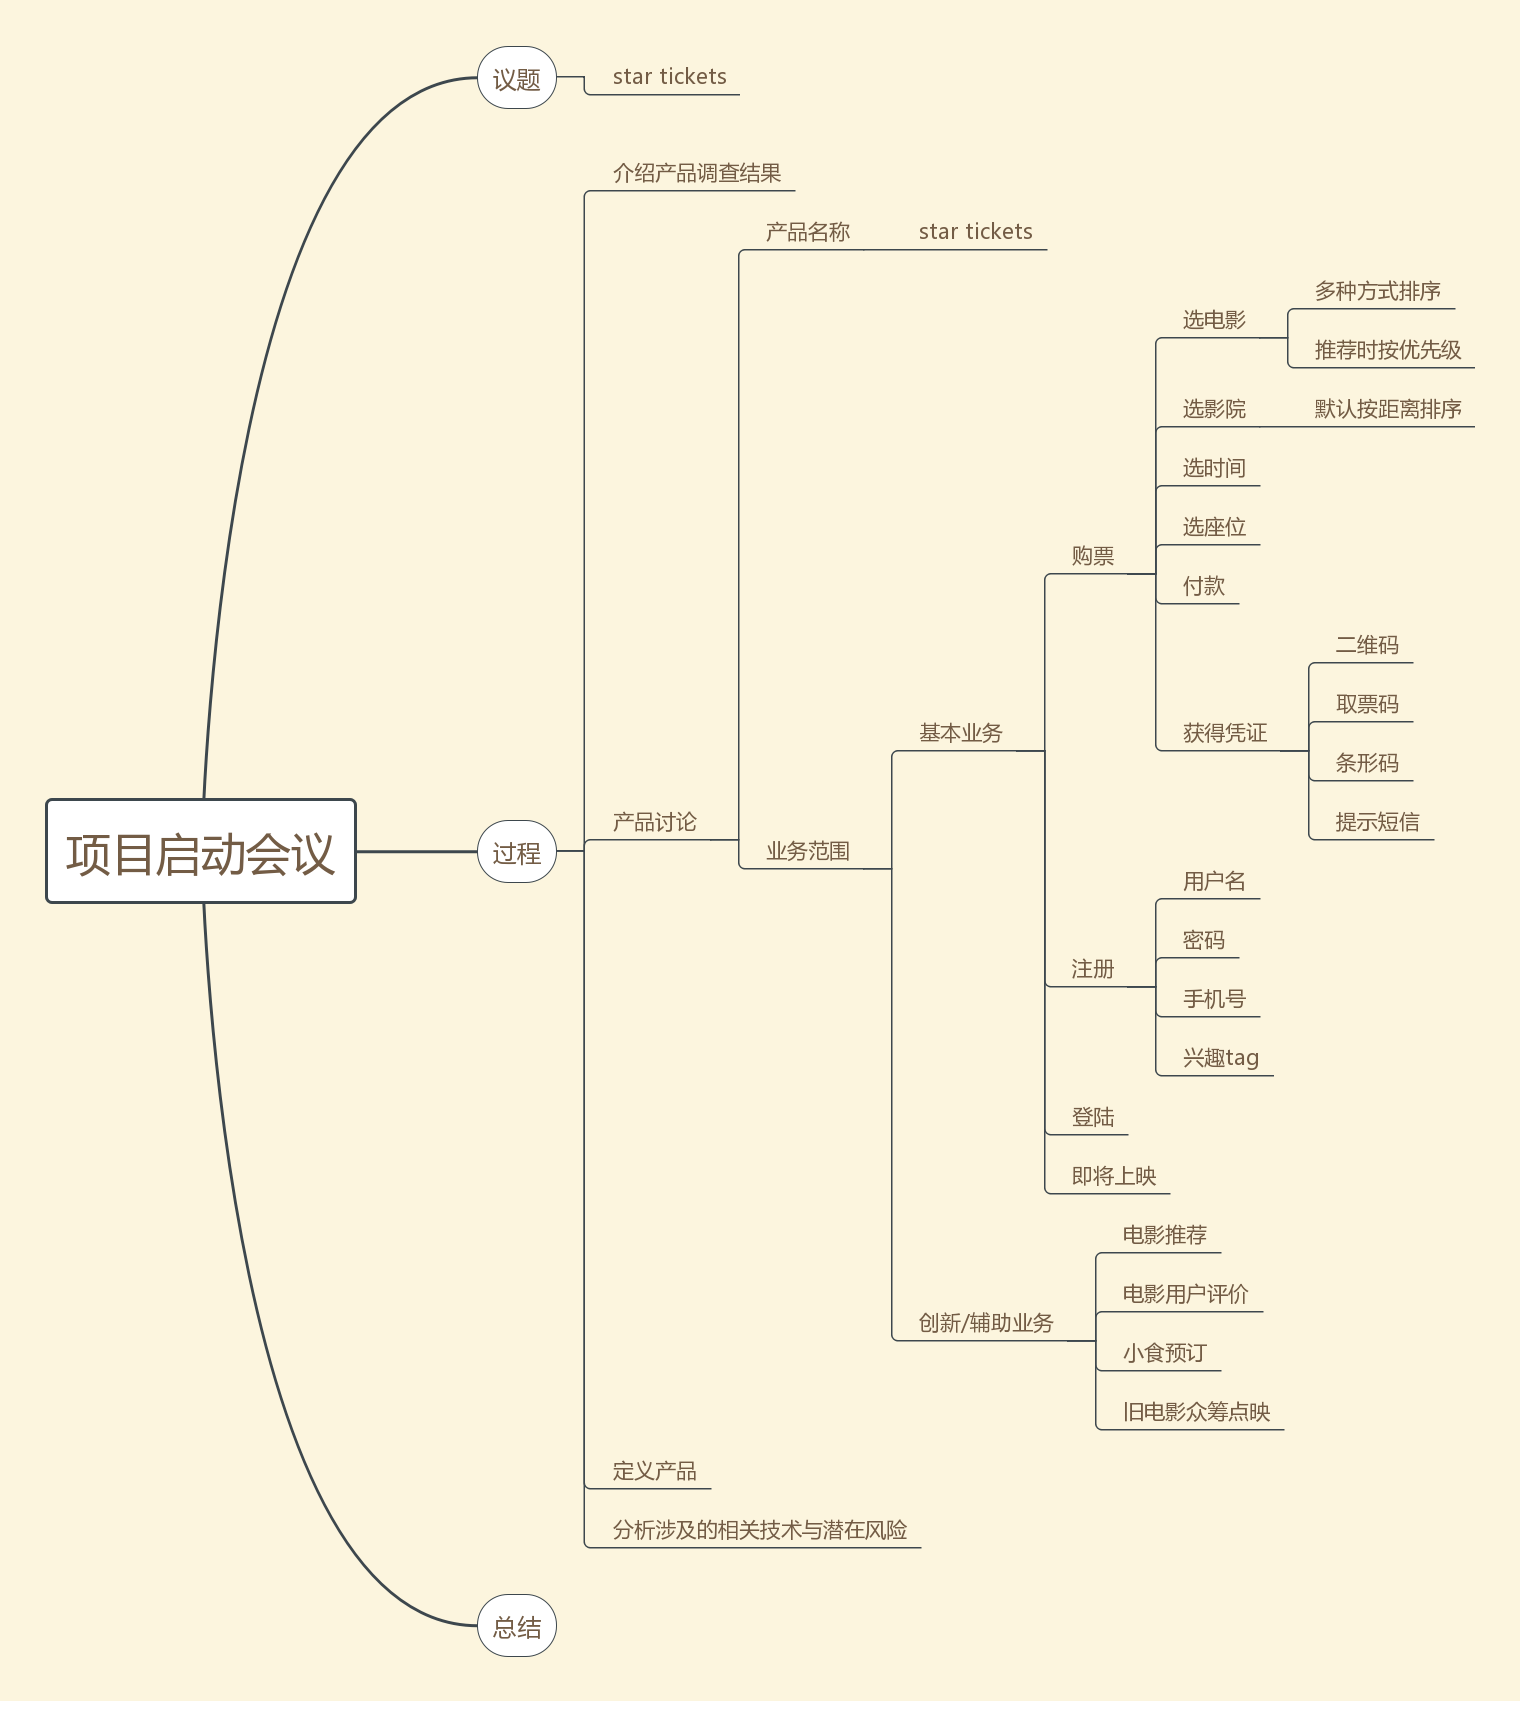 议题
star tickets
介绍产品调查结果
产品名称
star tickets
多种方式排序
选电影
推荐时按优先级
选影院
默认按距离排序
选时间
选座位
购票
付款
二维码
取票码
基本业务
获得凭证
条形码
产品讨论
提示短信
项目启动会议
过程
业务范围
用户名
密码
注册
手机号
兴趣tag
登陆
即将上映
电影推荐
电影用户评价
创新/辅助业务
小食预订
旧电影众筹点映
定义产品
分析涉及的相关技术与潜在风险
总结